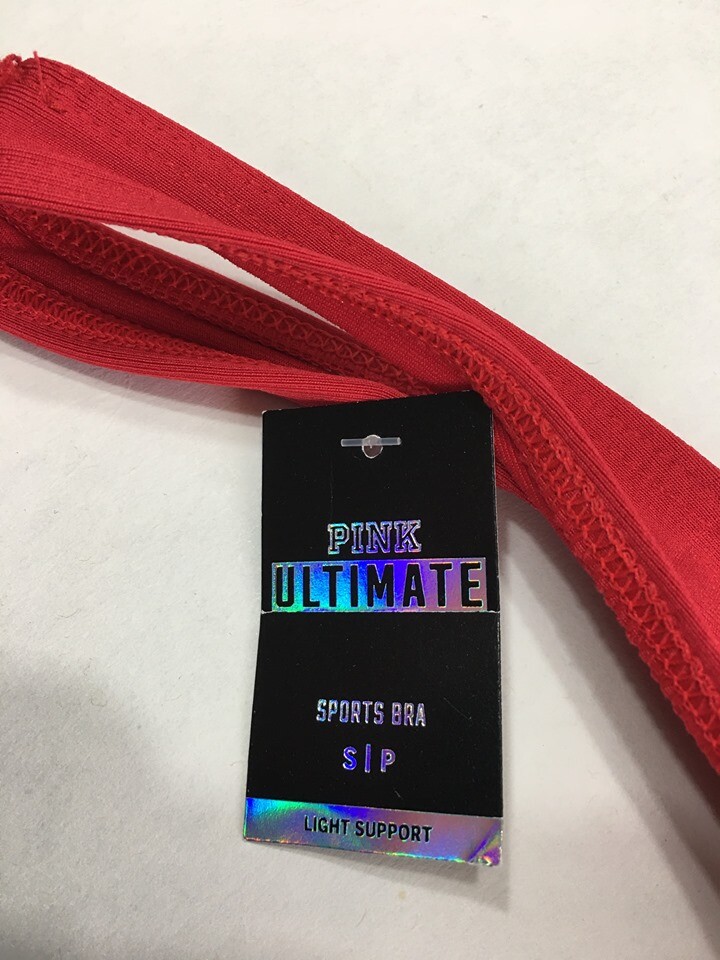 PINK
ULTIMATE
SPORTS BRA
S|P
LIGHT SUPPORT